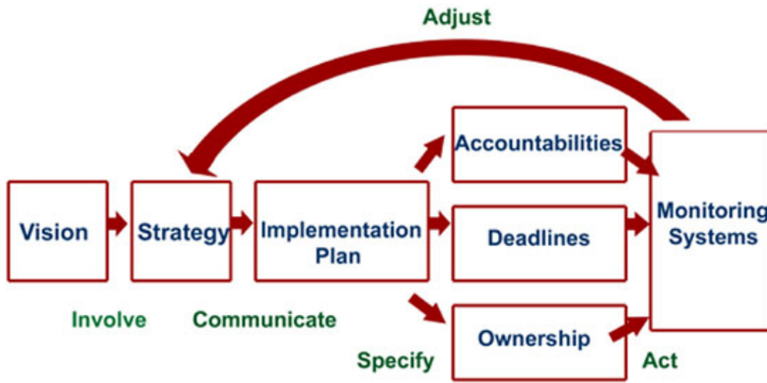 Adjust
Accountabilities
Vision
Strategy
Implementation
Plan
Deadlines
Monitoring
Systems
Involve
Communicate
Ownership
Specify
Act